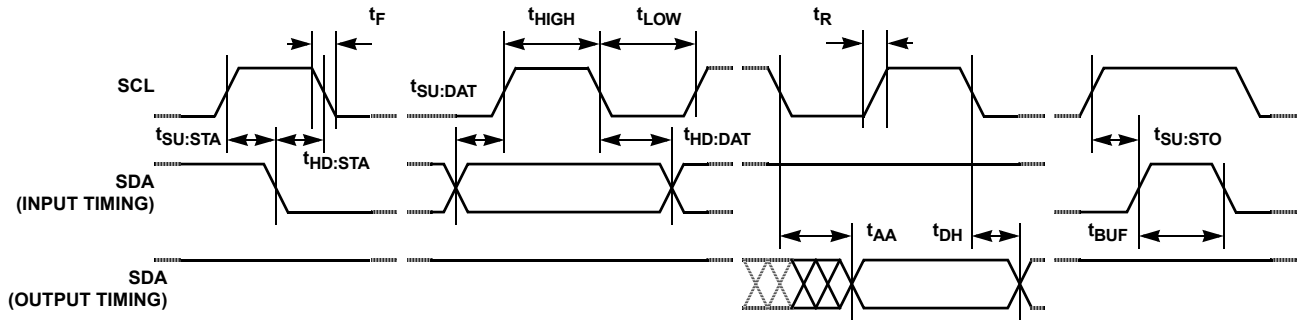 tF
tHIGH
tLOW
tR
SCL
tSU:DAT
tSU:STA
tHD:STA
tHD:DAT
tSU:STO
SDA
(INPUT TIMING)
tAA
tDH
tBUF
SDA
(OUTPUT TIMING)